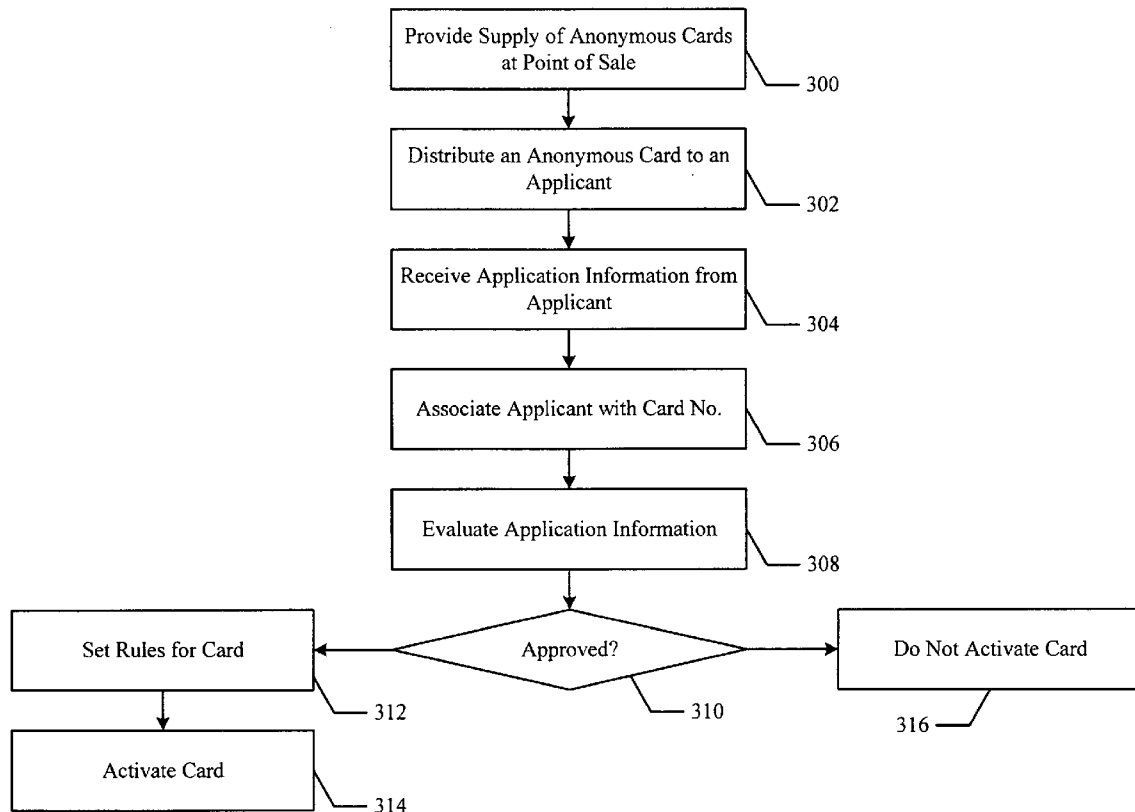 Provide Supply of Anonymous Cards
at Point of Sale
300
Distribute an Anonymous Card to an
Applicant
302
Receive Application Information from
Applicant
304
Associate Applicant with Card No.
306
Evaluate Application Information
308
Set Rules for Card
Approved?
Do Not Activate Card
312
310
316
Activate Card
314